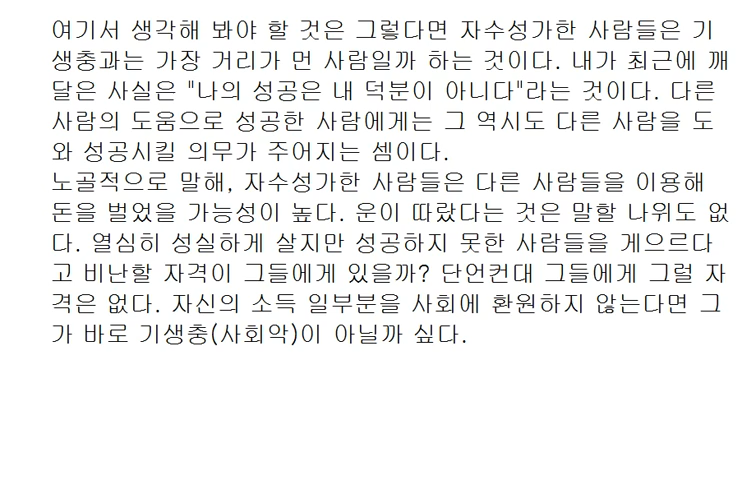 여기서 생각해 봐야 할 것은 그렇다면 자수성가한 사람들은 기
생충과는 가장 거리가 먼 사람일까 하는 것이다. 내가 최근에 깨
달은 사실은 "나의 성공은 내 덕분이 아니다"라는 것이다. 다른
사람의 도움으로 성공한 사람에게는 그 역시도 다른 사람을 도
와 성공시킬 의무가 주어지는 셈이다.
노골적으로 말해, 자수성가한 사람들은 다른 사람들을 이용해
돈을 벌었을 가능성이 높다. 운이 따랐다는 것은 말할 나위도 없
다. 열심히 성실하게 살지만 성공하지 못한 사람들을 게으르다
고 비난할 자격이 그들에게 있을까? 단언컨대 그들에게 그럴 자
격은 없다. 자신의 소득 일부분을 사회에 환원하지 않는다면 그
가 바로 기생충(사회악)이 아닐까 싶다.